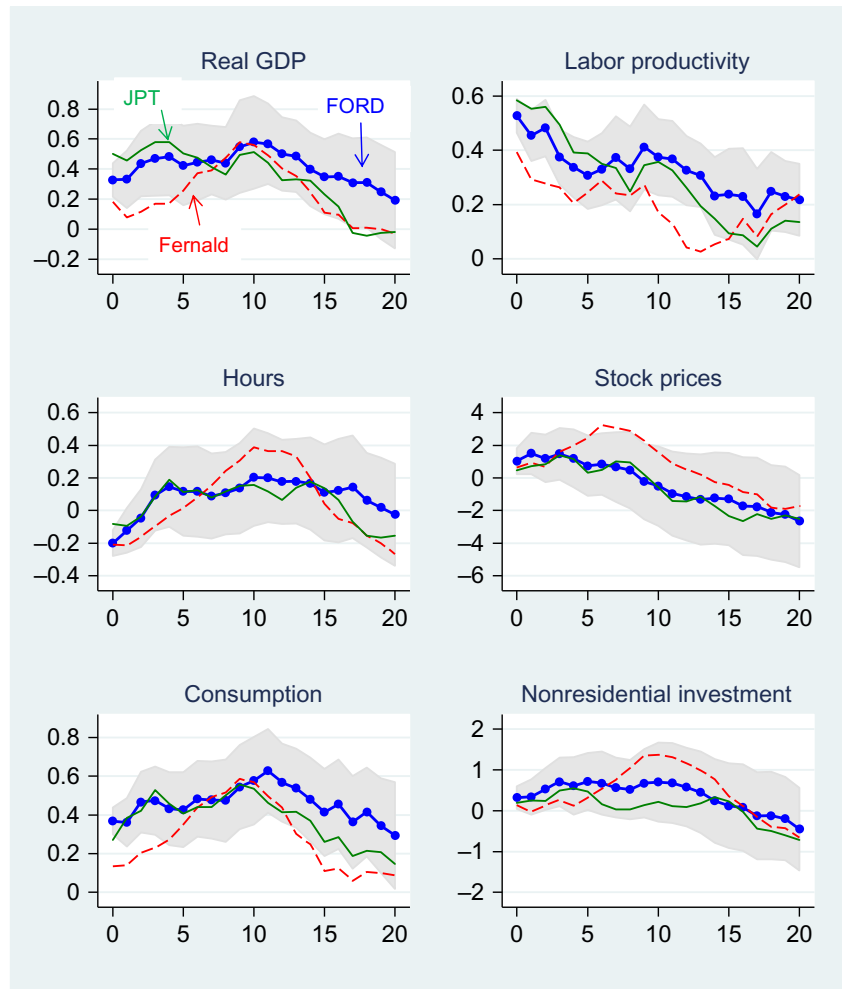 Real GDP
Labor productivity
JPT
FORD
Fernald
0.8
0.6
0.4
0.2
0
–0.2
0 5 10 15 20
0.6
0.4
0.2
0
0 5 10 15 20
Hours
Stock prices
0.6
0.4
0.2
0
–0.2
–0.4
0 5 10 15 20
4
2
0
–2
–4
–6
0 5 10 15 20
Consumption
Nonresidential investment
0.8
0.6
0.4
0.2
0
0 5 10 15 20
2
1
0
–1
–2
0 5 10 15 20